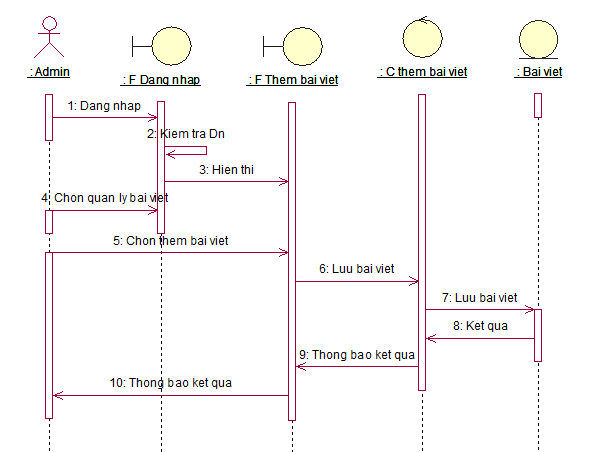 : Admin
: F Dang nhap
: F Them bai viet
: C them bai viet
: Bai viet
1: Dang nhap
2: Kiem tra Dn
3: Hien thi
4: Chon quan ly bai viet
5: Chon them bai viet
6: Luu bai viet
7: Luu bai viet
8: Ket qua
9: Thong bao ket qua
10: Thong bao ket qua